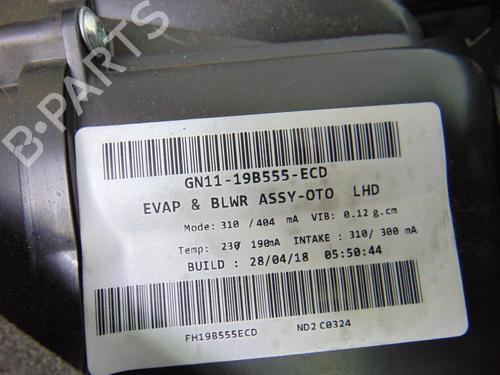 B-PARTS
GN11-19B555-ECD
EVAP & BLWR ASSY-OTO LHD
Mode: 310 /404 mA VIB: 0.12 g.cm
Temp: 230/ 190mA INTAKE : 310/ 300 mA
BUILD : 28/04/18 05:50:44
FH19B555ECD ND2 C0324